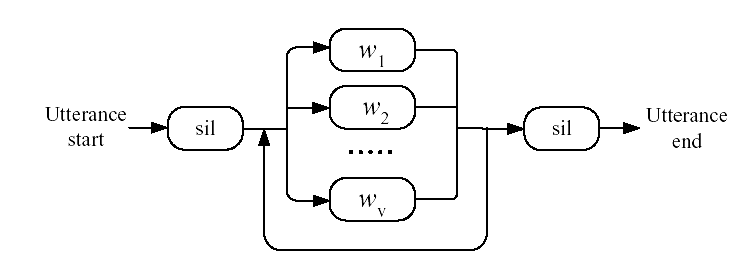 Utterance
start
sil
w1
w2
.....
wv
sil
Utterance
end